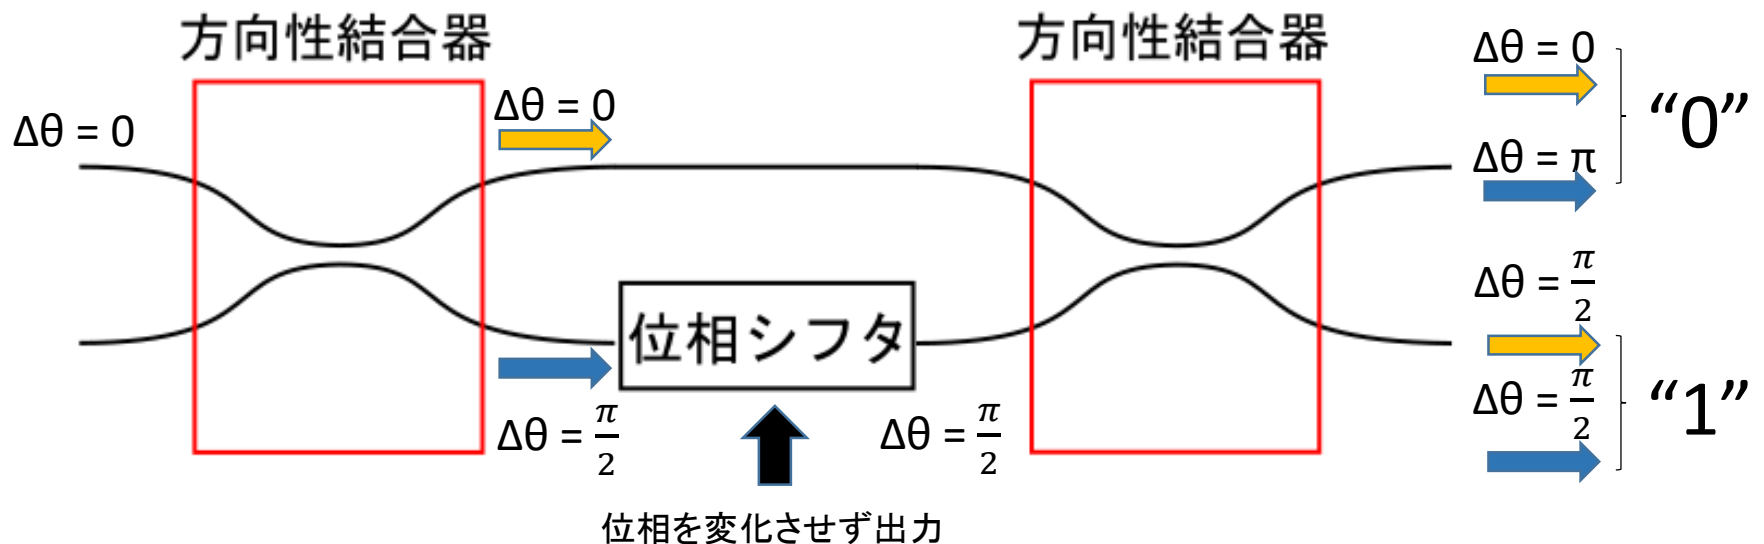 方向性結合器
方向性結合器
Δθ = 0
Δθ = 0
Δθ = 0
“0”
Δθ = π
Δθ = π/2
位相シフタ
Δθ = π/2
Δθ = π/2
Δθ = π/2
“1”
位相を変化させず出力